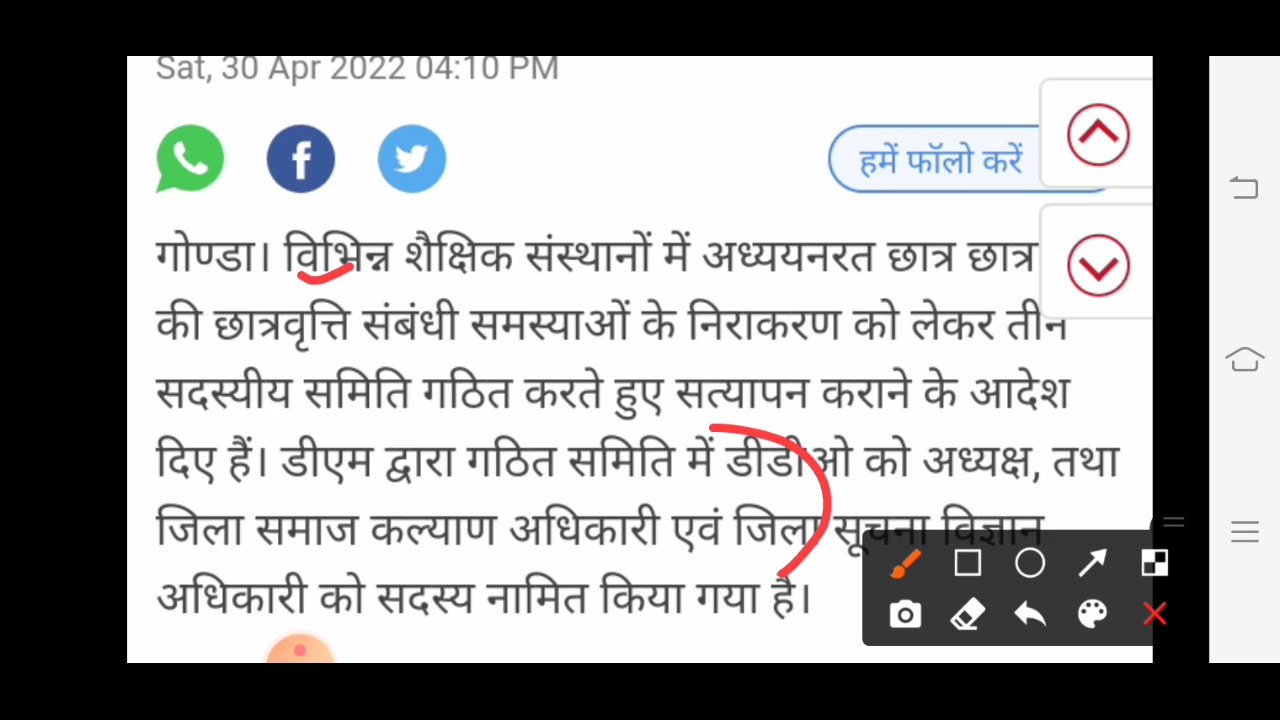 Sat, 30 Apr 2022 04:10 PM
हमें फॉलो करें
गोण्डा। विभिन्न शैक्षिक संस्थानों में अध्ययनरत छात्र छात्र
की छात्रवृत्ति संबंधी समस्याओं के निराकरण को लेकर तीन
सदस्यीय समिति गठित करते हुए सत्यापन कराने के आदेश
दिए हैं। डीएम द्वारा गठित समिति में डीडीओ को अध्यक्ष, तथा
जिला समाज कल्याण अधिकारी एवं जिला सूचना विज्ञान
अधिकारी को सदस्य नामित किया गया है।